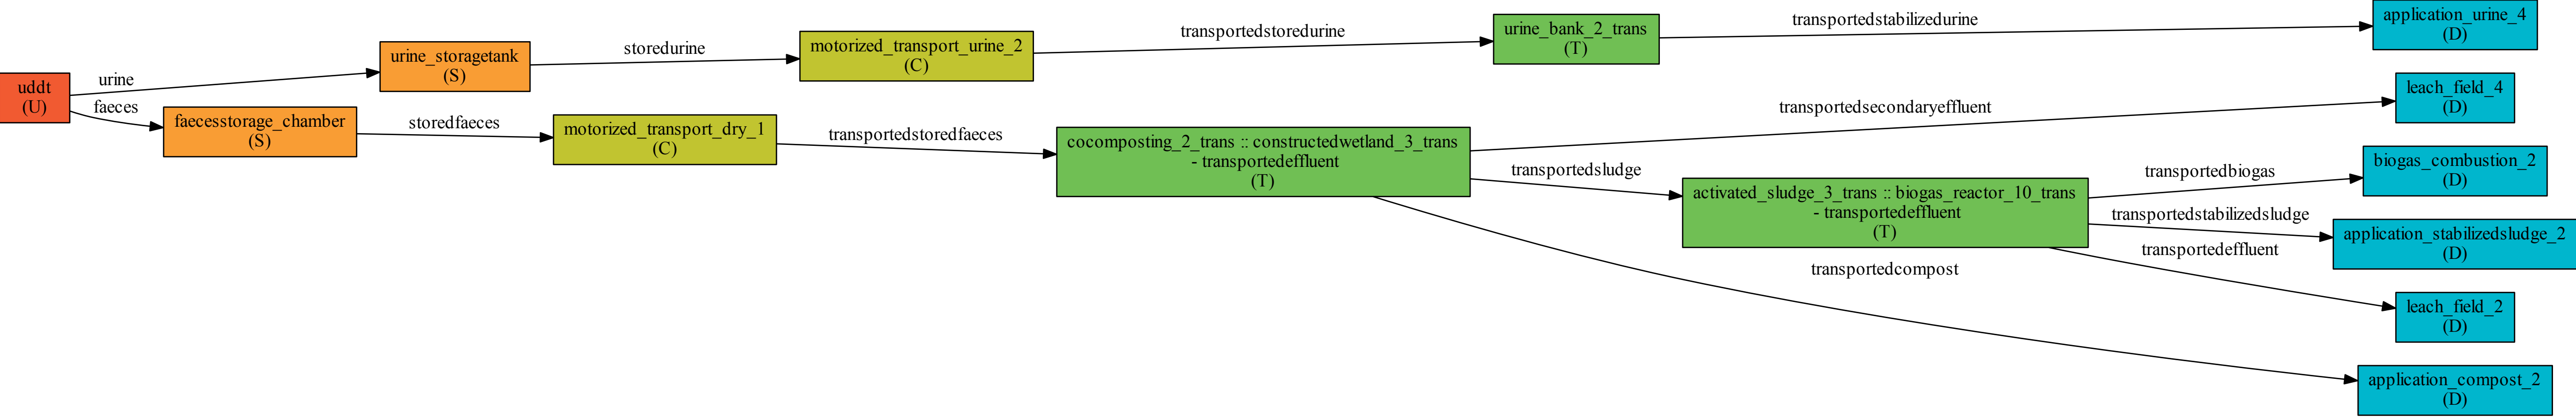 uddt
(U)
urine
faeces
urine_storagetank
(S)
faecesstorage_chamber
(S)
storedurine
storedfaeces
motorized_transport_urine_2
(C)
motorized_transport_dry_1
(C)
transportedstoredurine
transportedstoredfaeces
urine_bank_2_trans
(T)
cocomposting_2_trans :: constructedwetland_3_trans
- transportedeffluent
(T)
transportedstabilizedurine
transportedsecondaryeffluent
transportedsludge
transportedcompost
activated_sludge_3_trans :: biogas_reactor_10_trans
- transportedeffluent
(T)
transportedbiogas
transportedstabilizedsludge
transportedeffluent
application_urine_4
(D)
leach_field_4
(D)
biogas_combustion_2
(D)
application_stabilizedsludge_2
(D)
leach_field_2
(D)
application_compost_2
(D)